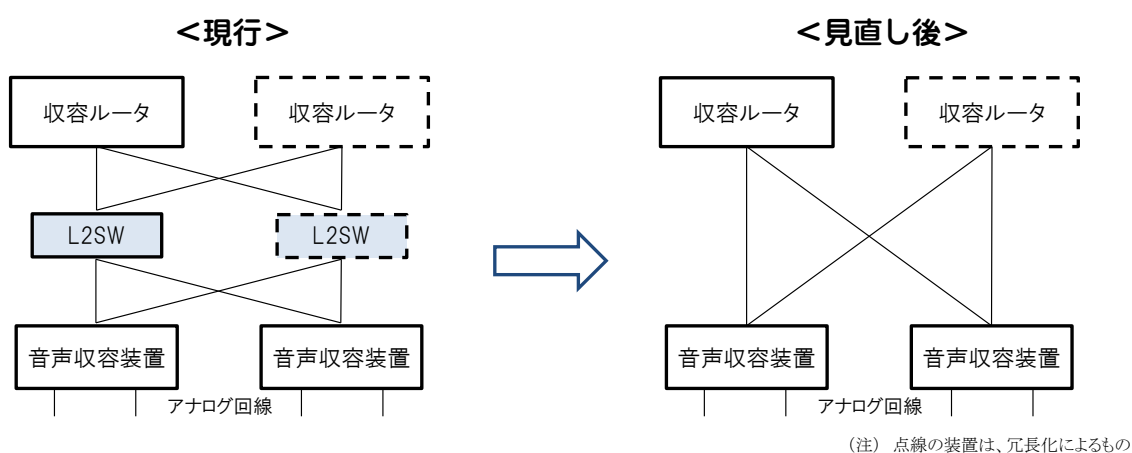 ＜現行＞
＜見直し後＞
収容ルータ
収容ルータ
収容ルータ
収容ルータ
L2SW
L2SW
音声収容装置
音声収容装置
音声収容装置
音声収容装置
アナログ回線
アナログ回線
（注） 点線の装置は、冗長化によるもの